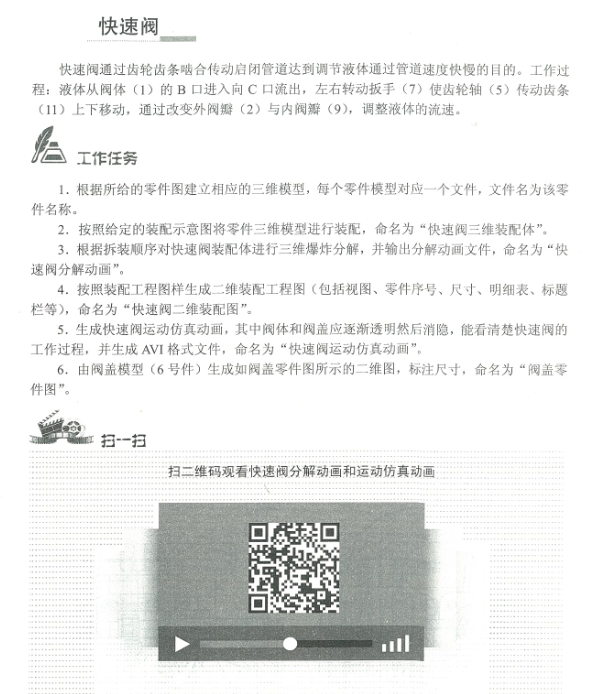 快速阀
快速阀通过齿轮齿条啮合传动启闭管道达到调节液体通过管道速度快慢的目的。工作过
程：液体从阀体（1）的 B 口进入向 C 口流出，左右转动扳手（7）使齿轮轴（5）传动齿条
（11）上下移动，通过改变外阀瓣（2）与内阀瓣（9），调整液体的流速。
工作任务
1．根据所给的零件图建立相应的三维模型，每个零件模型对应一个文件，文件名为该零
件名称。
2．按照给定的装配示意图将零件三维模型进行装配，命名为“快速阀三维装配体”。
3．根据拆装顺序对快速阀装配体进行三维爆炸分解，并输出分解动画文件，命名为“快
速阀分解动画”。
4．按照装配工程图样生成二维装配工程图（包括视图、零件序号、尺寸、明细表、标题
栏等），命名为“快速阀二维装配图”。
5．生成快速阀运动仿真动画，其中阀体和阀盖应逐渐透明然后消隐，能看清楚快速阀的
工作过程，并生成 AVI 格式文件，命名为“快速阀运动仿真动画”。
6．由阀盖模型（6 号件）生成如阀盖零件图所示的二维图，标注尺寸，命名为“阀盖零
件图”。
扫一扫
扫二维码观看快速阀分解动画和运动仿真动画